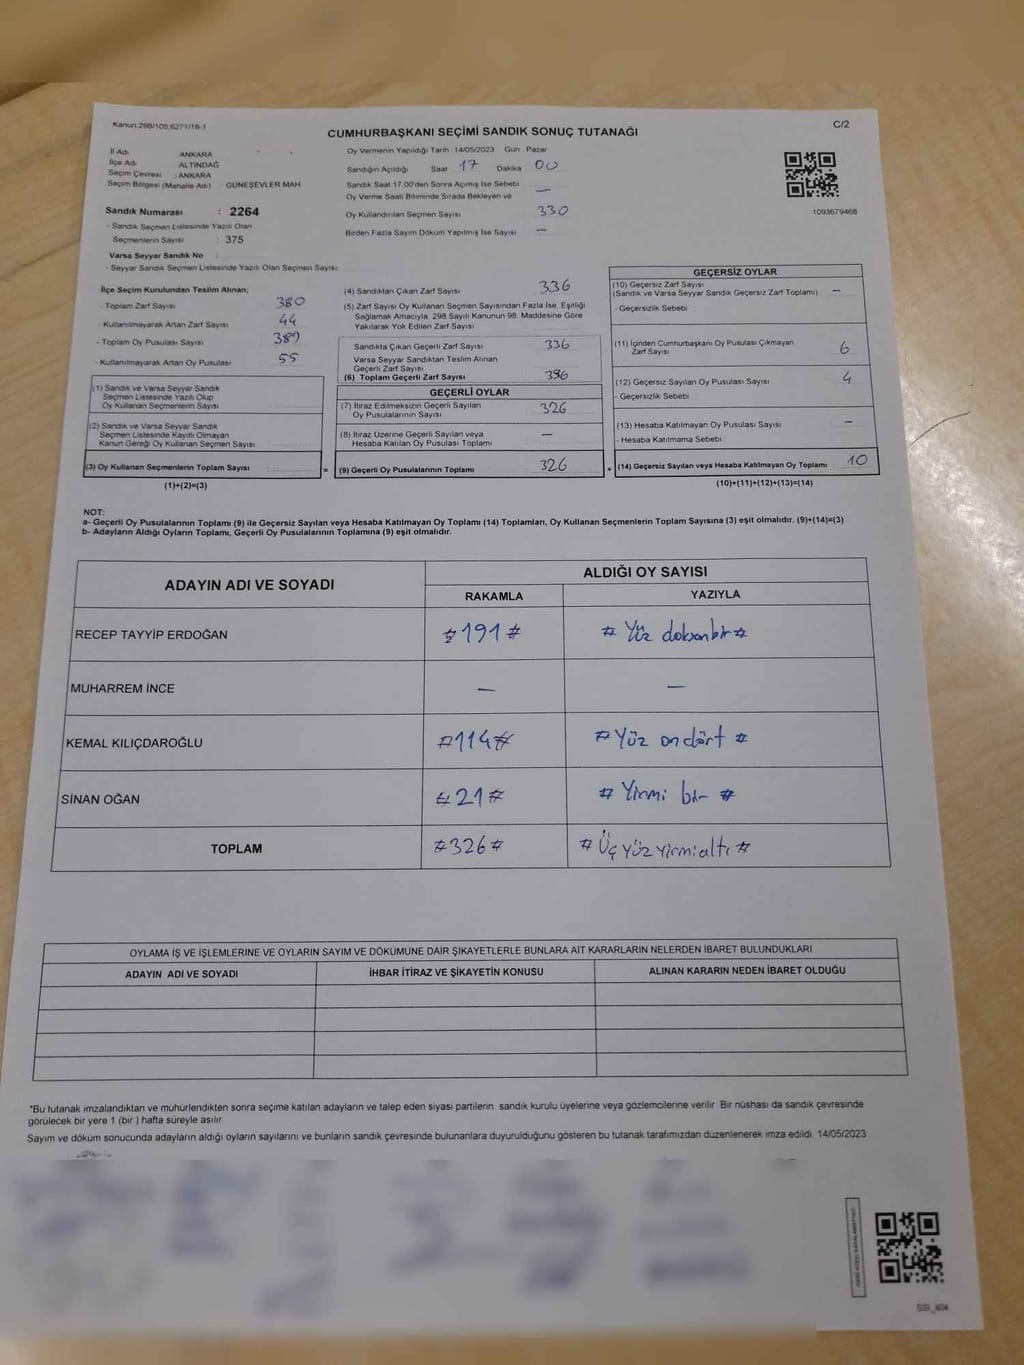 Kanun:298/105;6271/18-1
C/2
CUMHURBAŞKANI SEÇİMİ SANDIK SONUÇ TUTANAĞI
İl Adı ANKARA
İlçe Adı ALTINDAĞ
Seçim Çevresi : ANKARA
Seçim Bölgesi (Mahalle Adı) GÜNEŞEVLER MAH
Sandık Numarası : 2264
- Sandık Seçmen Listesinde Yazılı Olan
Seçmenlerin Sayısı : 375
Varsa Seyyar Sandık No :
- Seyyar Sandık Seçmen Listesinde Yazılı Olan Seçmen Sayısı
Oy Vermenin Yapıldığı Tarih 14/05/2023 Gün Pazar
Sandığın Açıldığı Saat 17 Dakika 00
Sandık Saat 17.00'den Sonra Açımış İse Sebebi —
Oy Verme Saati Bitiminde Sırada Bekleyen ve
Oy Kullandırılan Seçmen Sayısı 330
Birden Fazla Sayım Döküm Yapılmış İse Sayısı —
1093679468
İlçe Seçim Kurulundan Teslim Alınan;
- Toplam Zarf Sayısı 380
- Kullanılmayarak Artan Zarf Sayısı 44
- Toplam Oy Pusulası Sayısı 389
- Kullanılmayarak Artan Oy Pusulası 55
(1) Sandık ve Varsa Seyyar Sandık
Seçmen Listesinde Yazılı Olup
Oy Kullanan Seçmenlerin Sayısı
(2) Sandık ve Varsa Seyyar Sandık
Seçmen Listesinde Kayıtlı Olmayan
Kanun Gereği Oy Kullanan Seçmen Sayısı
(3) Oy Kullanan Seçmenlerin Toplam Sayısı =
(1)+(2)=(3)
(4) Sandıktan Çıkan Zarf Sayısı 336
(5) Zarf Sayısı Oy Kullanan Seçmen Sayısından Fazla İse, Eşitliği
Sağlamak Amacıyla, 298 Sayılı Kanunun 98. Maddesine Göre
Yakılarak Yok Edilen Zarf Sayısı
Sandıkta Çıkan Geçerli Zarf Sayısı 336
Varsa Seyyar Sandıktan Teslim Alınan
Geçerli Zarf Sayısı
(6) Toplam Geçerli Zarf Sayısı 336
GEÇERLİ OYLAR
(7) İtiraz Edilmeksizin Geçerli Sayılan
Oy Pusulalarının Sayısı 326
(8) İtiraz Üzerine Geçerli Sayılan veya
Hesaba Katılan Oy Pusulası Toplamı —
(9) Geçerli Oy Pusulalarının Toplamı 326 +
GEÇERSİZ OYLAR
(10) Geçersiz Zarf Sayısı
(Sandık ve Varsa Seyyar Sandık Geçersiz Zarf Toplamı) —
- Geçersizlik Sebebi :
(11) İçinden Cumhurbaşkanı Oy Pusulası Çıkmayan
Zarf Sayısı 6
(12) Geçersiz Sayılan Oy Pusulası Sayısı 4
- Geçersizlik Sebebi
(13) Hesaba Katılmayan Oy Pusulası Sayısı —
- Hesaba Katılmama Sebebi :
(14) Geçersiz Sayılan veya Hesaba Katılmayan Oy Toplamı 10
(10)+(11)+(12)+(13)=(14)
NOT:
a- Geçerli Oy Pusulalarının Toplamı (9) ile Geçersiz Sayılan veya Hesaba Katılmayan Oy Toplamı (14) Toplamları, Oy Kullanan Seçmenlerin Toplam Sayısına (3) eşit olmalıdır. (9)+(14)=(3)
b- Adayların Aldığı Oyların Toplamı, Geçerli Oy Pusulalarının Toplamına (9) eşit olmalıdır.
ADAYIN ADI VE SOYADI
ALDIĞI OY SAYISI
RAKAMLA YAZIYLA
RECEP TAYYİP ERDOĞAN #191# # Yüz doksanbir #
MUHARREM İNCE — —
KEMAL KILIÇDAROĞLU #114# # Yüz ondört #
SİNAN OĞAN #21# # Yirmi bir #
TOPLAM #326# # Üç yüz yirmialtı #
OYLAMA İŞ VE İŞLEMLERİNE VE OYLARIN SAYIM VE DÖKÜMÜNE DAİR ŞİKAYETLERLE BUNLARA AİT KARARLARIN NELERDEN İBARET BULUNDUKLARI
ADAYIN ADI VE SOYADI İHBAR İTİRAZ VE ŞİKAYETİN KONUSU ALINAN KARARIN NEDEN İBARET OLDUĞU
*Bu tutanak imzalandıktan ve mühürlendikten sonra seçime katılan adayların ve talep eden siyasi partilerin sandık kurulu üyelerine veya gözlemcilerine verilir. Bir nüshası da sandık çevresinde
görülecek bir yere 1 (bir ) hafta süreyle asılır.
Sayım ve döküm sonucunda adayların aldığı oyların sayılarını ve bunların sandık çevresinde bulunanlara duyurulduğunu gösteren bu tutanak tarafımızdan düzenlenerek imza edildi. 14/05/2023